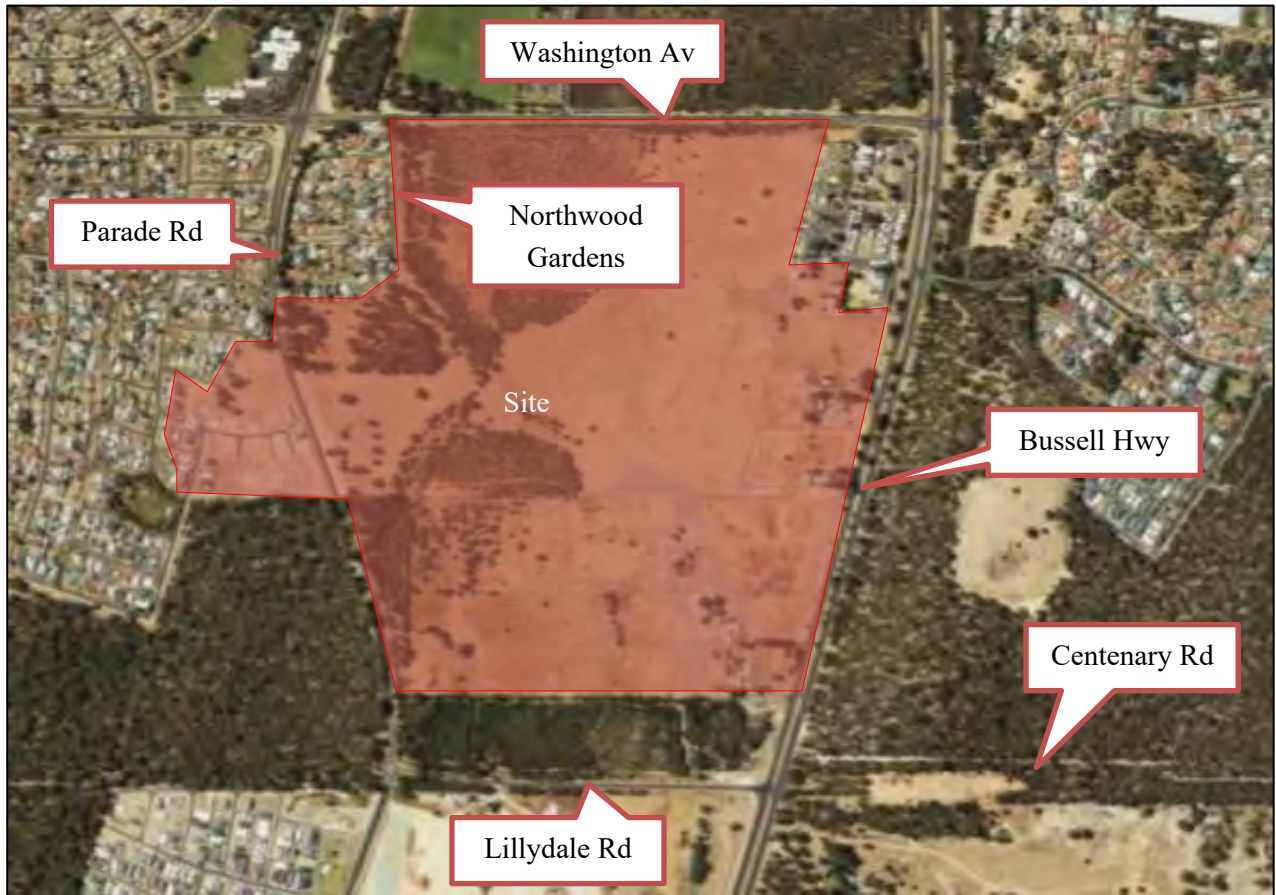 Washington Av
Parade Rd
Northwood
Gardens
Site
Bussell Hwy
Centenary Rd
Lillydale Rd